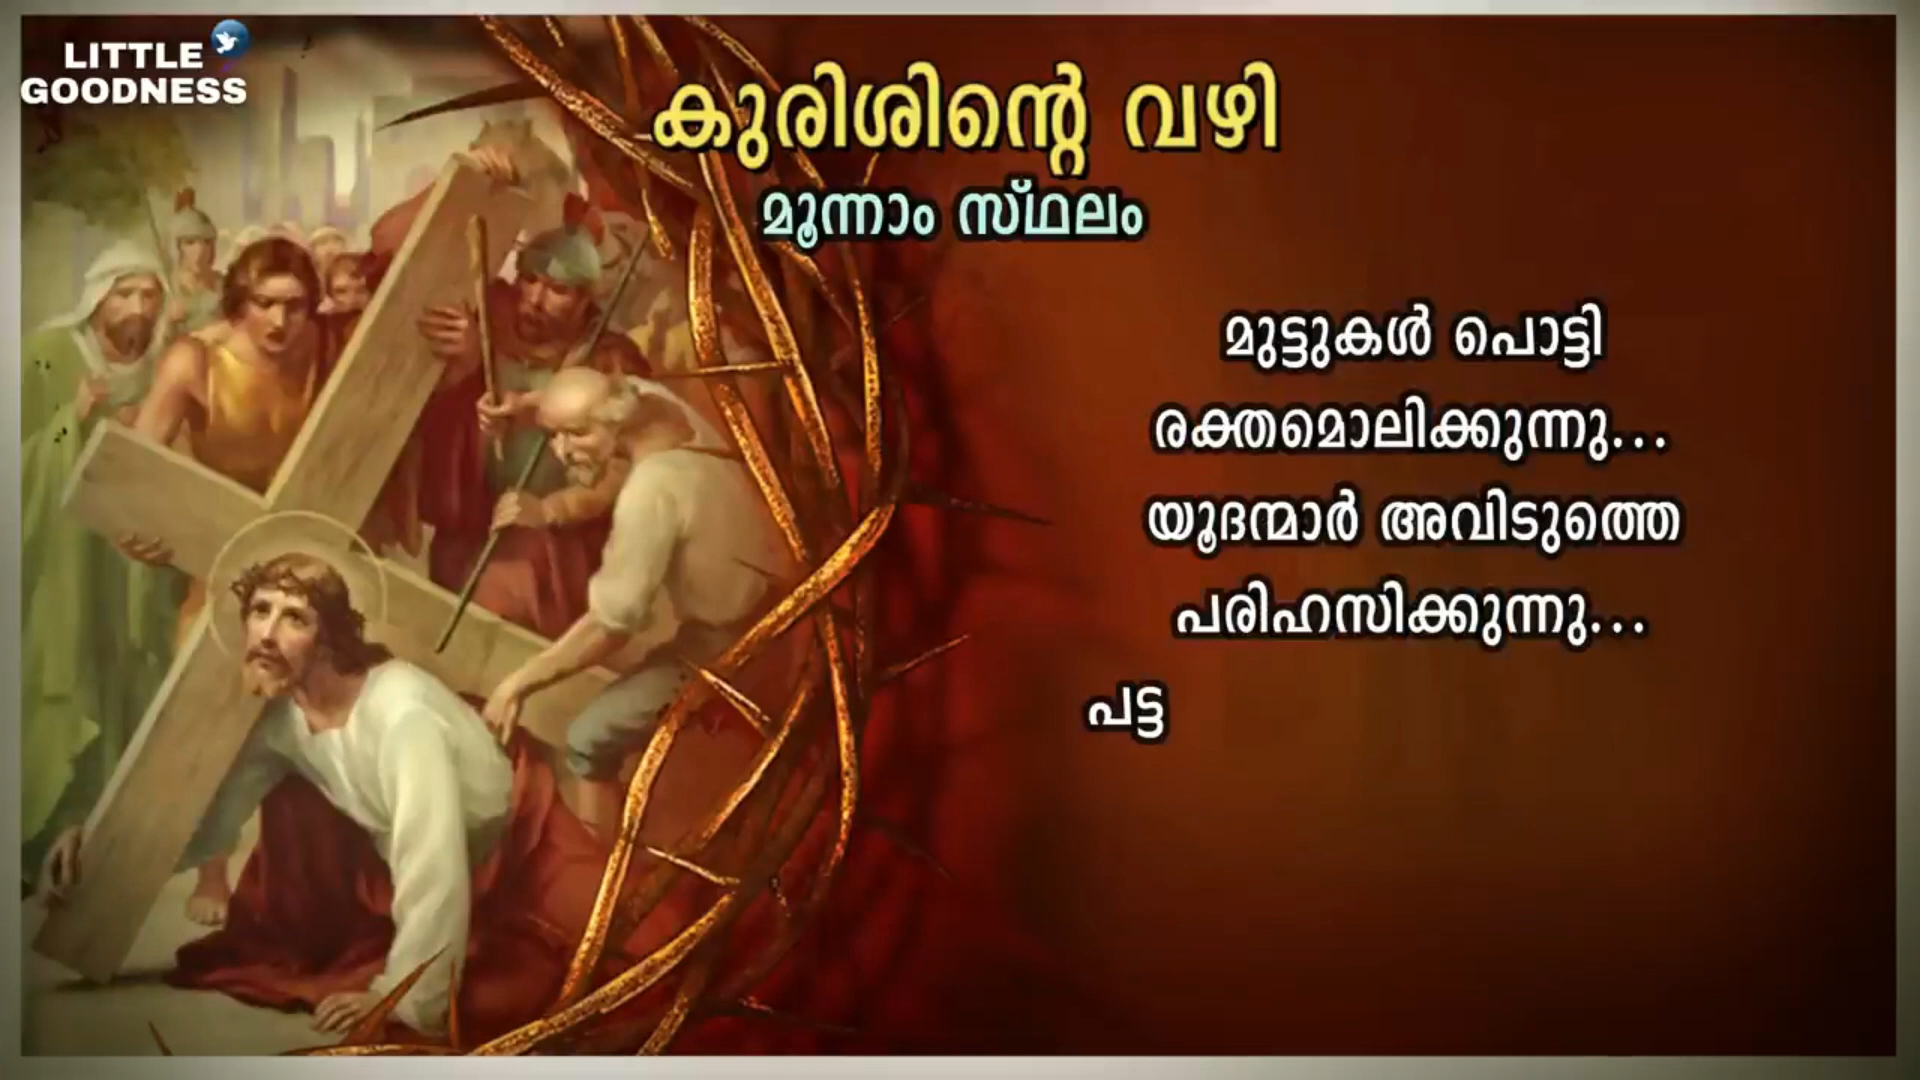 LITTLE
GOODNESS
കുരിശിന്റെ വഴി
മൂന്നാം സ്ഥലം
മുട്ടുകൾ പൊട്ടി
രക്തമൊലിക്കുന്നു...
യൂദന്മാർ അവിടുത്തെ
പരിഹസിക്കുന്നു...
പട്ട